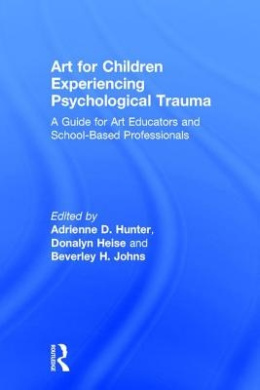 Art for Children
Experiencing
Psychological Trauma
A Guide for Art Educators and
School-Based Professionals
Edited by
Adrienne D. Hunter,
Donalyn Heise and
Beverley H. Johns
ROUTLEDGE